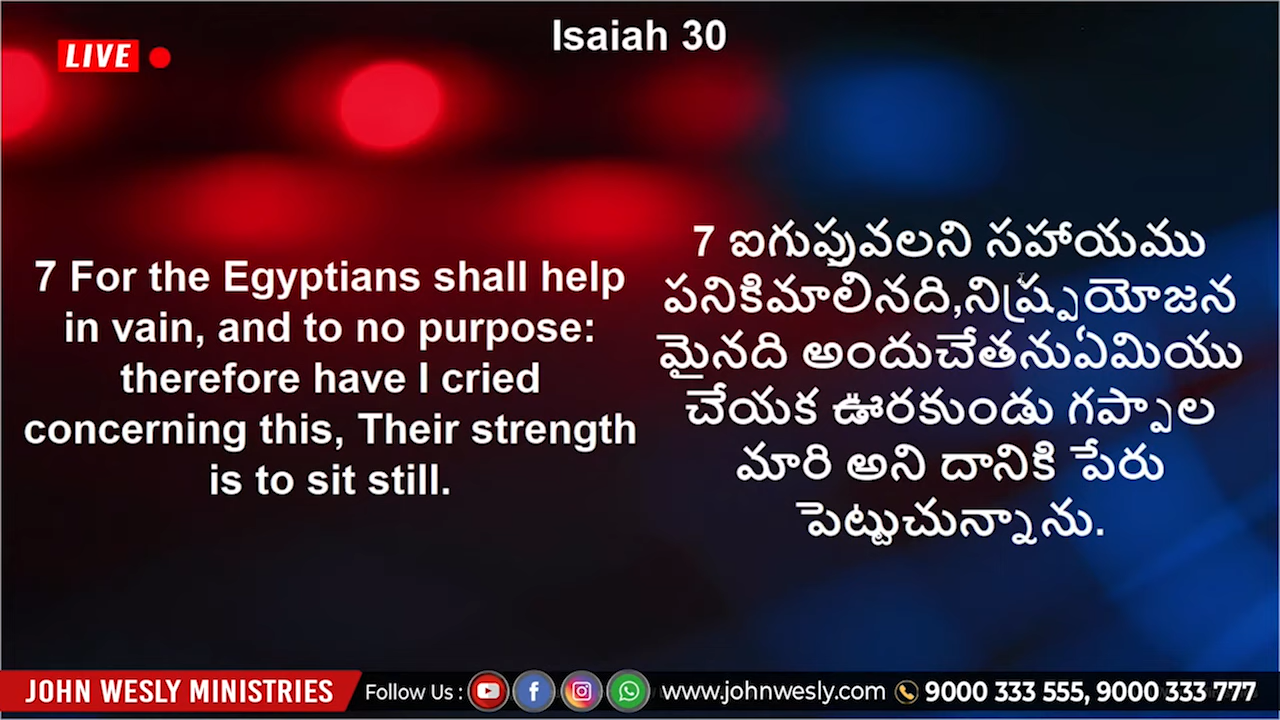 Isaiah 30
LIVE
7 For the Egyptians shall help
in vain, and to no purpose:
therefore have I cried
concerning this, Their strength
is to sit still.
7 ఐగుప్తువలని సహాయము
పనికిమాలినది,నిష్ప్రయోజన
మైనది అందుచేతనుఏమియు
చేయక ఊరకుండు గప్పాల
మారి అని దానికి పేరు
పెట్టుచున్నాను.
JOHN WESLY MINISTRIES
Follow Us :
www.johnwesly.com
9000 333 555, 9000 333 777